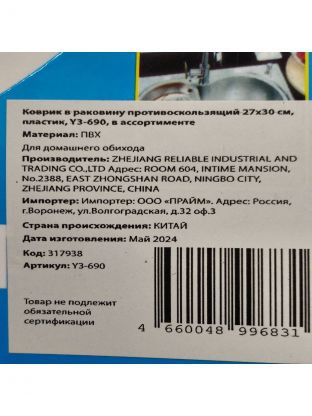 Коврик в раковину противоскользящий 27х30 см,
пластик, Y3-690, в ассортименте
Материал: ПВХ
Для домашнего обихода
Производитель: ZHEJIANG RELIABLE INDUSTRIAL AND
TRADING CO.,LTD Адрес: ROOM 604, INTIME MANSION,
No.2388, EAST ZHONGSHAN ROAD, NINGBO CITY,
ZHEJIANG PROVINCE, CHINA
Импортер: Импортер: ООО «ПРАЙМ». Адрес: Россия,
г.Воронеж, ул.Волгоградская, д.32 оф.3
Страна происхождения: КИТАЙ
Дата изготовления: Май 2024
Код: 317938
Артикул: Y3-690
Товар не подлежит
обязательной
сертификации
4 660048 996831